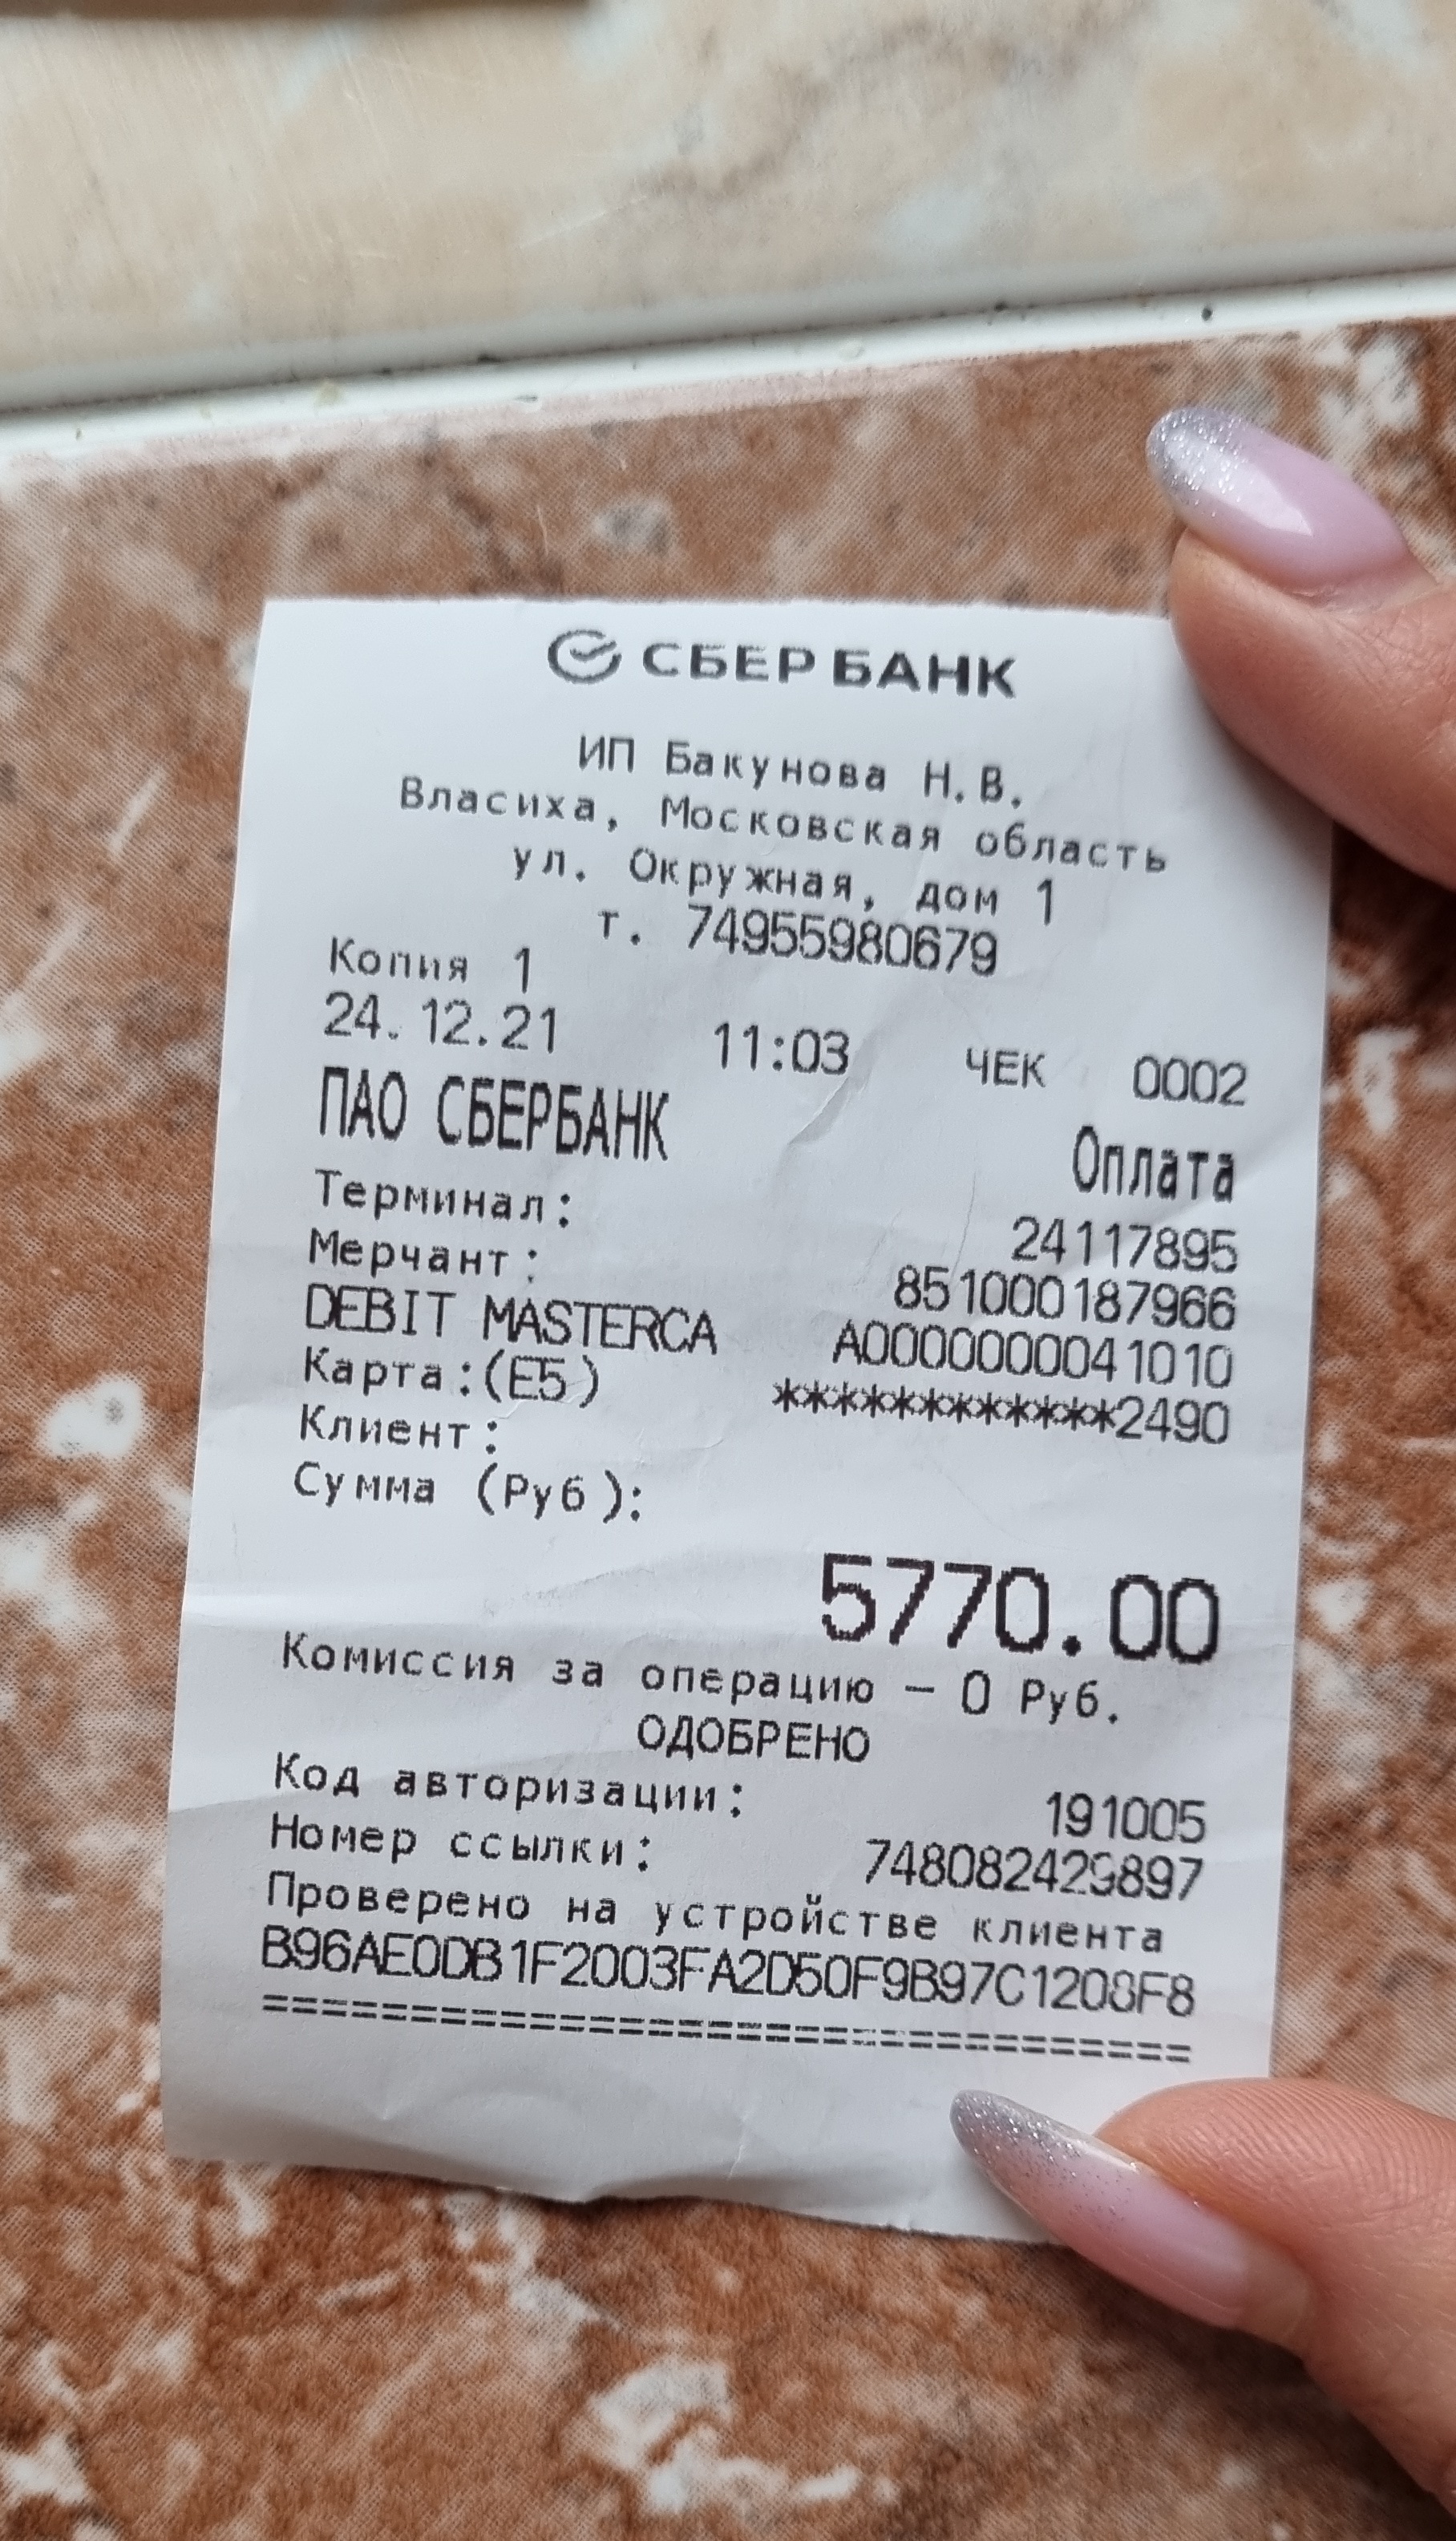 СБЕР БАНК
ИП Бакунова Н.В.
Власиха, Московская область
ул. Окружная, дом 1
т. 74955980679
Копия 1
24.12.21 11:03 ЧЕК 0002
ПАО СБЕРБАНК Оплата
Терминал: 24117895
Мерчант: 851000187966
DEBIT MASTERCA A0000000041010
Карта:(E5) ************2490
Клиент:
Сумма (Руб):
5770.00
Комиссия за операцию – 0 Руб.
ОДОБРЕНО
Код авторизации: 191005
Номер ссылки: 748082429897
Проверено на устройстве клиента
B96AE0DB1F2003FA2D50F9B97C1208F8
================================